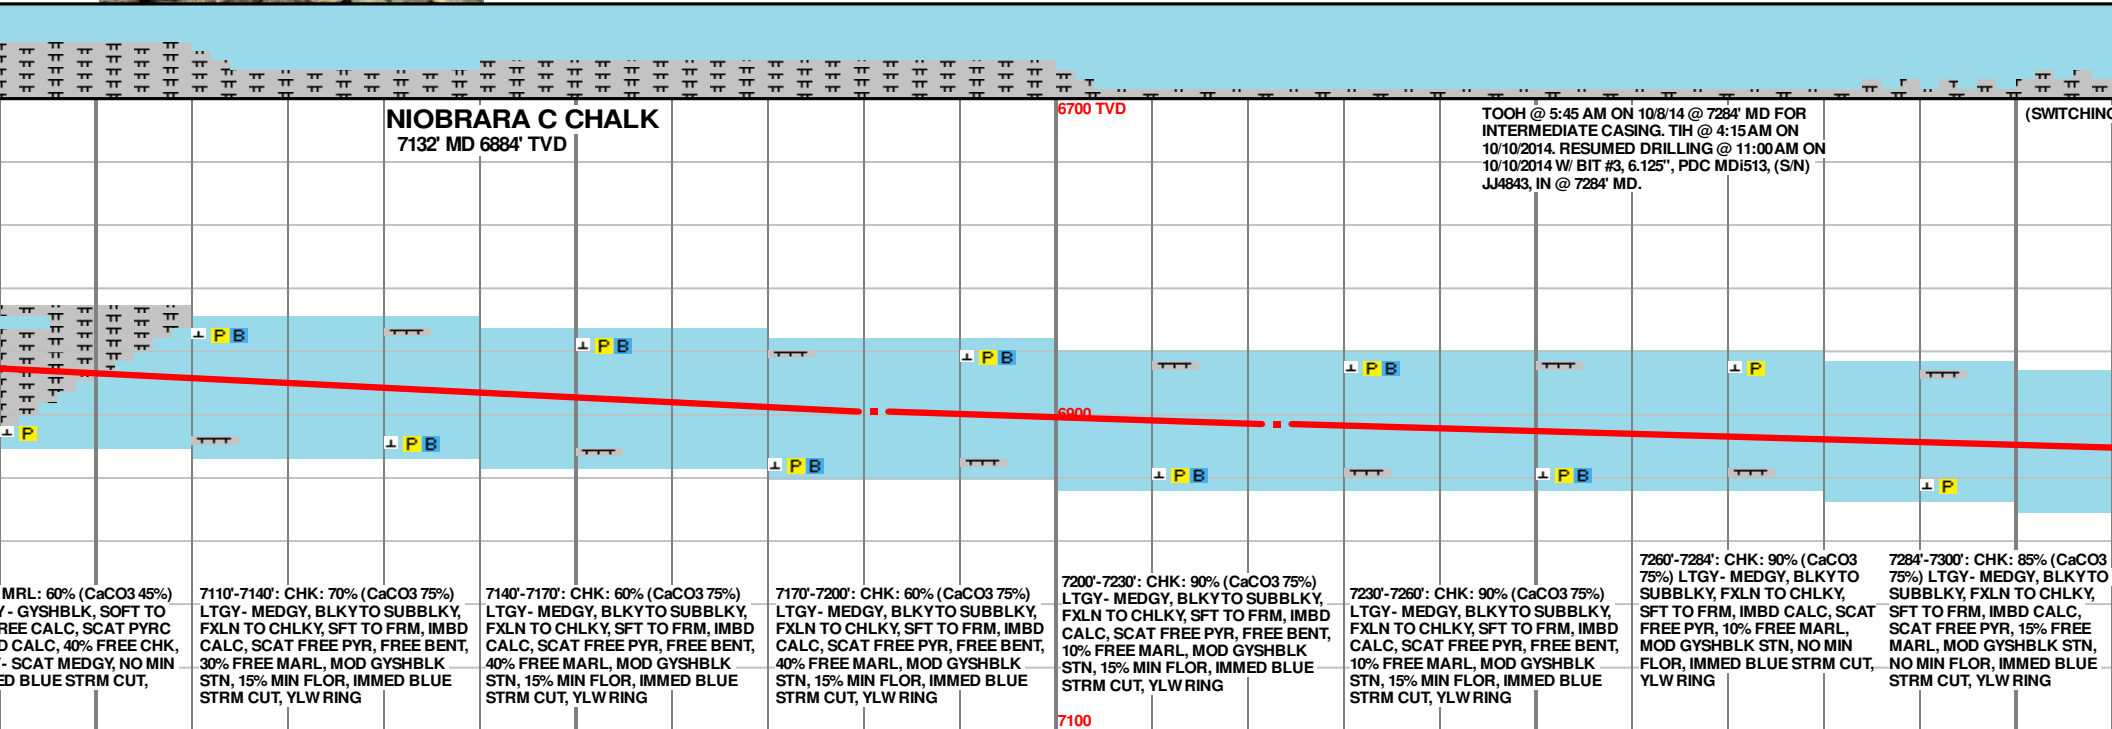 NIOBRARA C CHALK
7132' MD 6884' TVD
6700 TVD
TOOH @ 5:45 AM ON 10/8/14 @ 7284' MD FOR
INTERMEDIATE CASING. TIH @ 4:15 AM ON
10/10/2014. RESUMED DRILLING @ 11:00 AM ON
10/10/2014 W/ BIT #3, 6.125", PDC MDi513, (S/N)
JJ4843, IN @ 7284' MD.
(SWITCHING
P B
P B
P B
P B
P
6900
P
P B
P B
P B
P B
P
MRL: 60% (CaCO3 45%)
Y - GYSHBLK, SOFT TO
REE CALC, SCAT PYRC
D CALC, 40% FREE CHK,
- SCAT MEDGY, NO MIN
ED BLUE STRM CUT,
7110'-7140': CHK: 70% (CaCO3 75%)
LTGY- MEDGY, BLKY TO SUBBLKY,
FXLN TO CHLKY, SFT TO FRM, IMBD
CALC, SCAT FREE PYR, FREE BENT,
30% FREE MARL, MOD GYSHBLK
STN, 15% MIN FLOR, IMMED BLUE
STRM CUT, YLW RING
7140'-7170': CHK: 60% (CaCO3 75%)
LTGY- MEDGY, BLKY TO SUBBLKY,
FXLN TO CHLKY, SFT TO FRM, IMBD
CALC, SCAT FREE PYR, FREE BENT,
40% FREE MARL, MOD GYSHBLK
STN, 15% MIN FLOR, IMMED BLUE
STRM CUT, YLW RING
7170'-7200': CHK: 60% (CaCO3 75%)
LTGY- MEDGY, BLKY TO SUBBLKY,
FXLN TO CHLKY, SFT TO FRM, IMBD
CALC, SCAT FREE PYR, FREE BENT,
40% FREE MARL, MOD GYSHBLK
STN, 15% MIN FLOR, IMMED BLUE
STRM CUT, YLW RING
7200'-7230': CHK: 90% (CaCO3 75%)
LTGY- MEDGY, BLKY TO SUBBLKY,
FXLN TO CHLKY, SFT TO FRM, IMBD
CALC, SCAT FREE PYR, FREE BENT,
10% FREE MARL, MOD GYSHBLK
STN, 15% MIN FLOR, IMMED BLUE
STRM CUT, YLW RING
7230'-7260': CHK: 90% (CaCO3 75%)
LTGY- MEDGY, BLKY TO SUBBLKY,
FXLN TO CHLKY, SFT TO FRM, IMBD
CALC, SCAT FREE PYR, FREE BENT,
10% FREE MARL, MOD GYSHBLK
STN, 15% MIN FLOR, IMMED BLUE
STRM CUT, YLW RING
7260'-7284': CHK: 90% (CaCO3
75%) LTGY- MEDGY, BLKY TO
SUBBLKY, FXLN TO CHLKY,
SFT TO FRM, IMBD CALC, SCAT
FREE PYR, 10% FREE MARL,
MOD GYSHBLK STN, NO MIN
FLOR, IMMED BLUE STRM CUT,
YLW RING
7284'-7300': CHK: 85% (CaCO3
75%) LTGY- MEDGY, BLKY TO
SUBBLKY, FXLN TO CHLKY,
SFT TO FRM, IMBD CALC,
SCAT FREE PYR, 15% FREE
MARL, MOD GYSHBLK STN,
NO MIN FLOR, IMMED BLUE
STRM CUT, YLW RING
7100